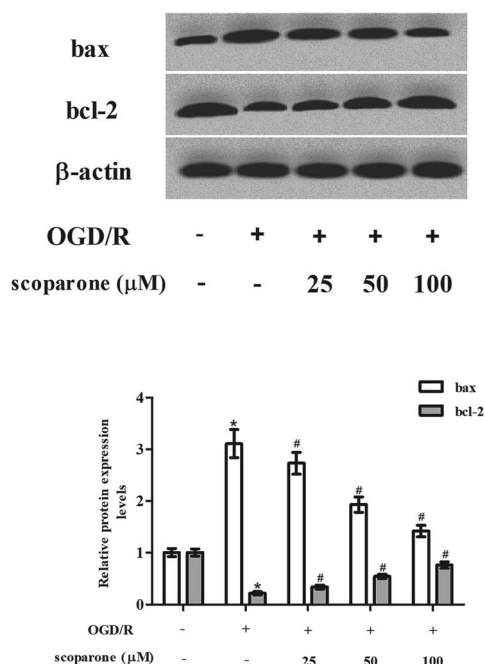 bax
bcl-2
β-actin
OGD/R - + + + +
scoparone (μM) - - 25 50 100
bax
bcl-2
Relative protein expression
levels
4
3
2
1
0
* * # # # # # #
OGD/R - + + + +
scoparone (μM) - - 25 50 100